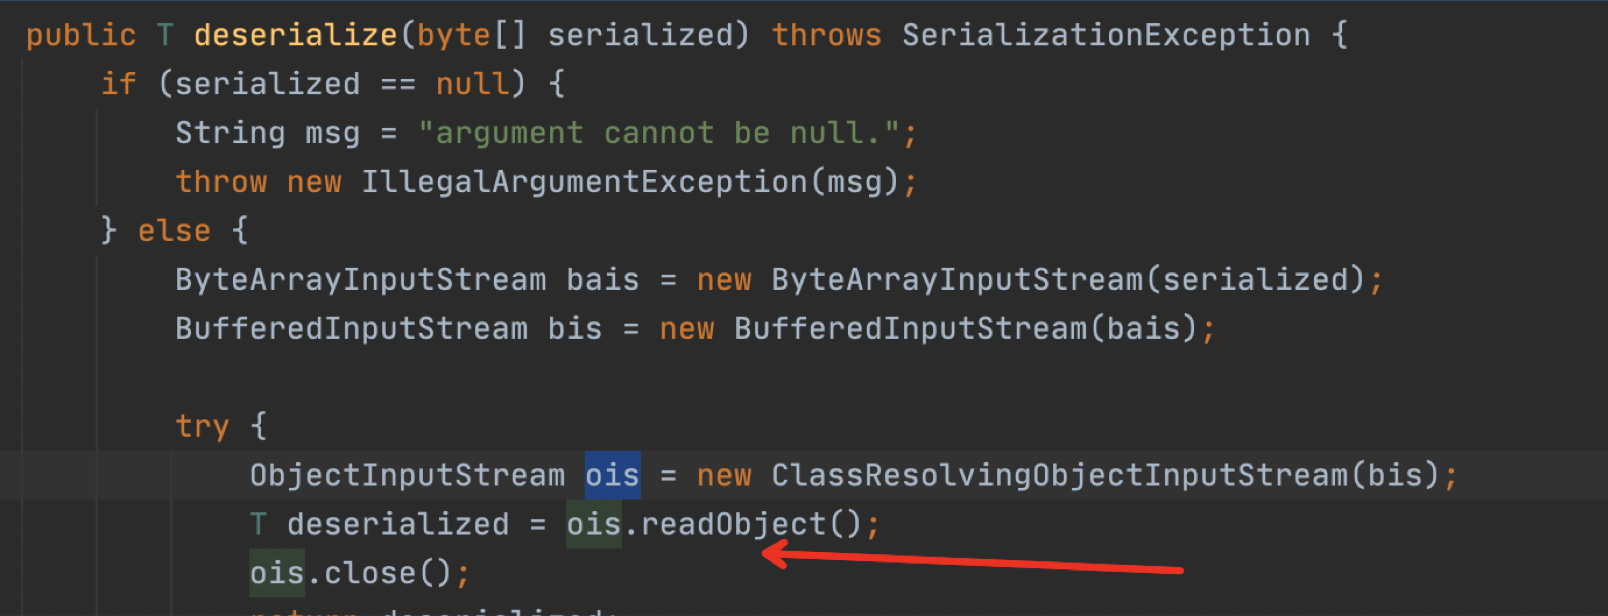 public T deserialize(byte[] serialized) throws SerializationException {
if (serialized == null) {
String msg = "argument cannot be null.";
throw new IllegalArgumentException(msg);
} else {
ByteArrayInputStream bais = new ByteArrayInputStream(serialized);
BufferedInputStream bis = new BufferedInputStream(bais);
try {
ObjectInputStream ois = new ClassResolvingObjectInputStream(bis);
T deserialized = ois.readObject();
ois.close();
return deserialized;